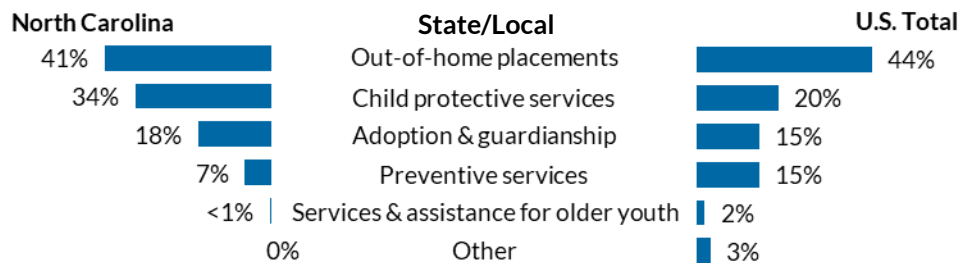 North Carolina State/Local U.S. Total
41% Out-of-home placements 44%
34% Child protective services 20%
18% Adoption & guardianship 15%
7% Preventive services 15%
<1% Services & assistance for older youth 2%
0% Other 3%